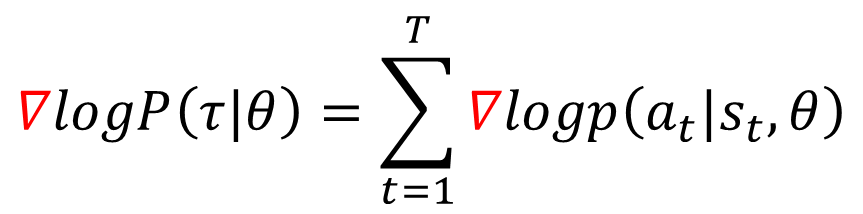 ∇logP(τ|θ) = ∑_{t=1}^{T} ∇logp(a_t|s_t, θ)